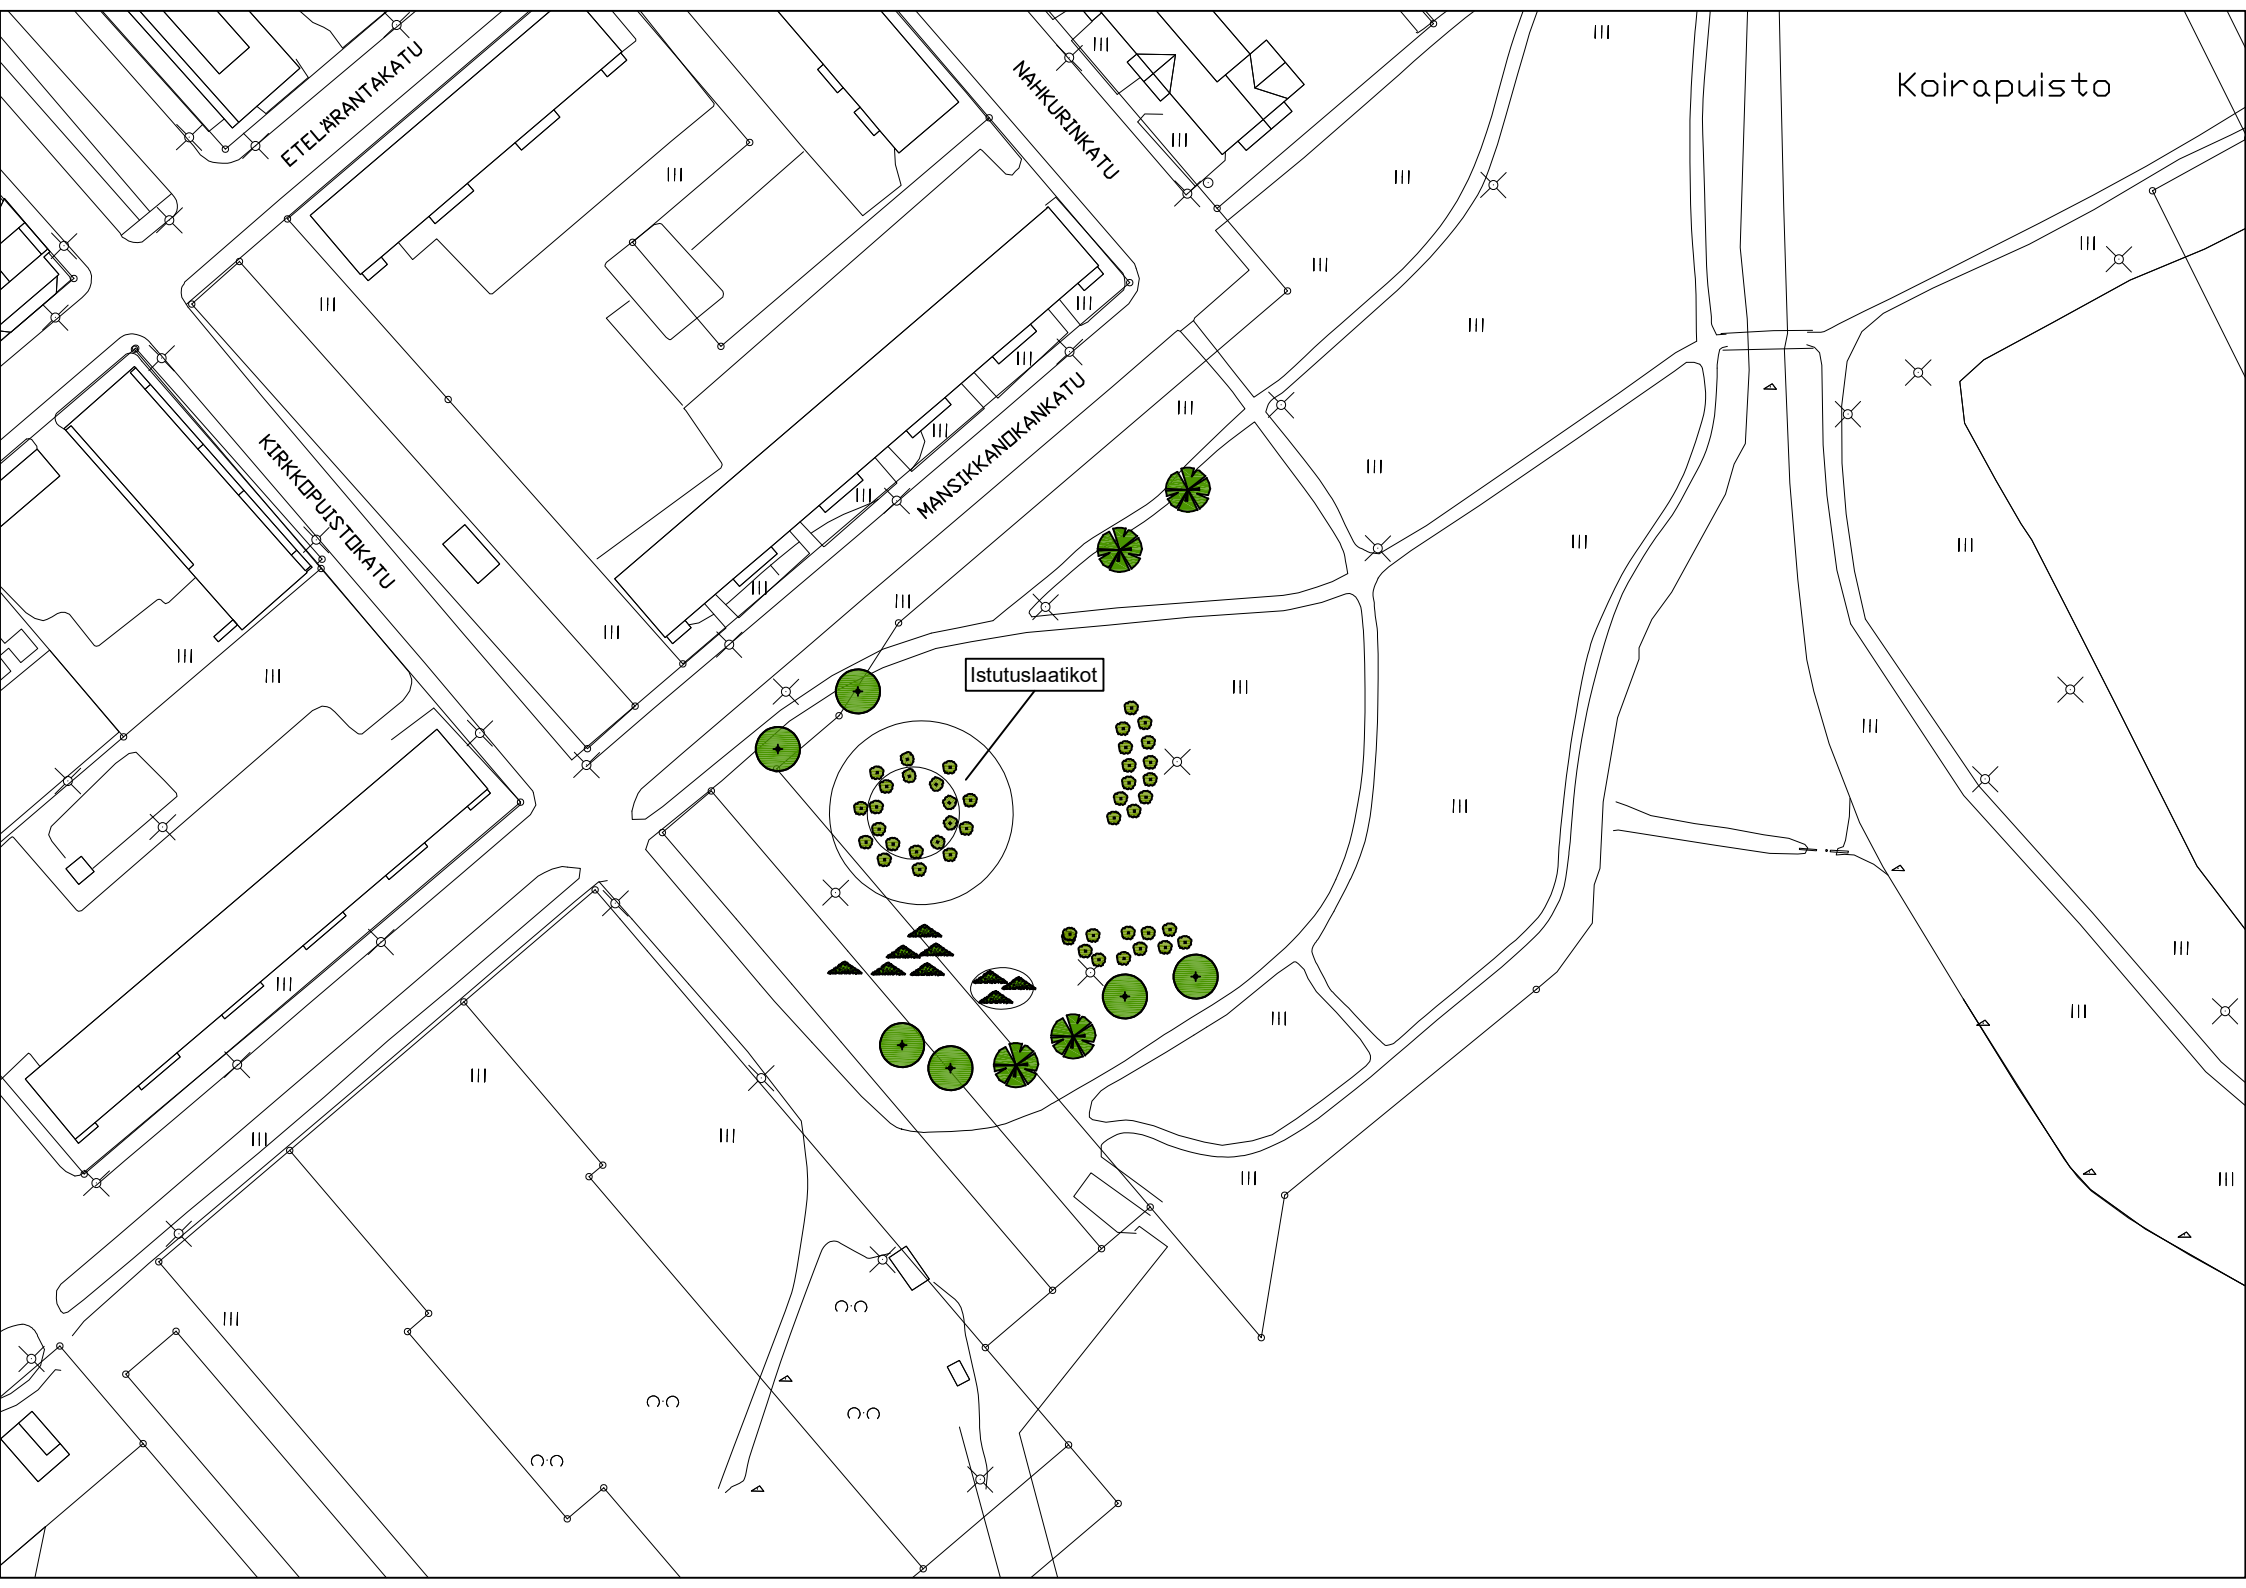 ETELÄRANTAKATU
NAHKURINKATU
Koirapuisto
KIRKKOPUISTOKATU
MANSIKKANOKANKATU
Istutuslaatikot